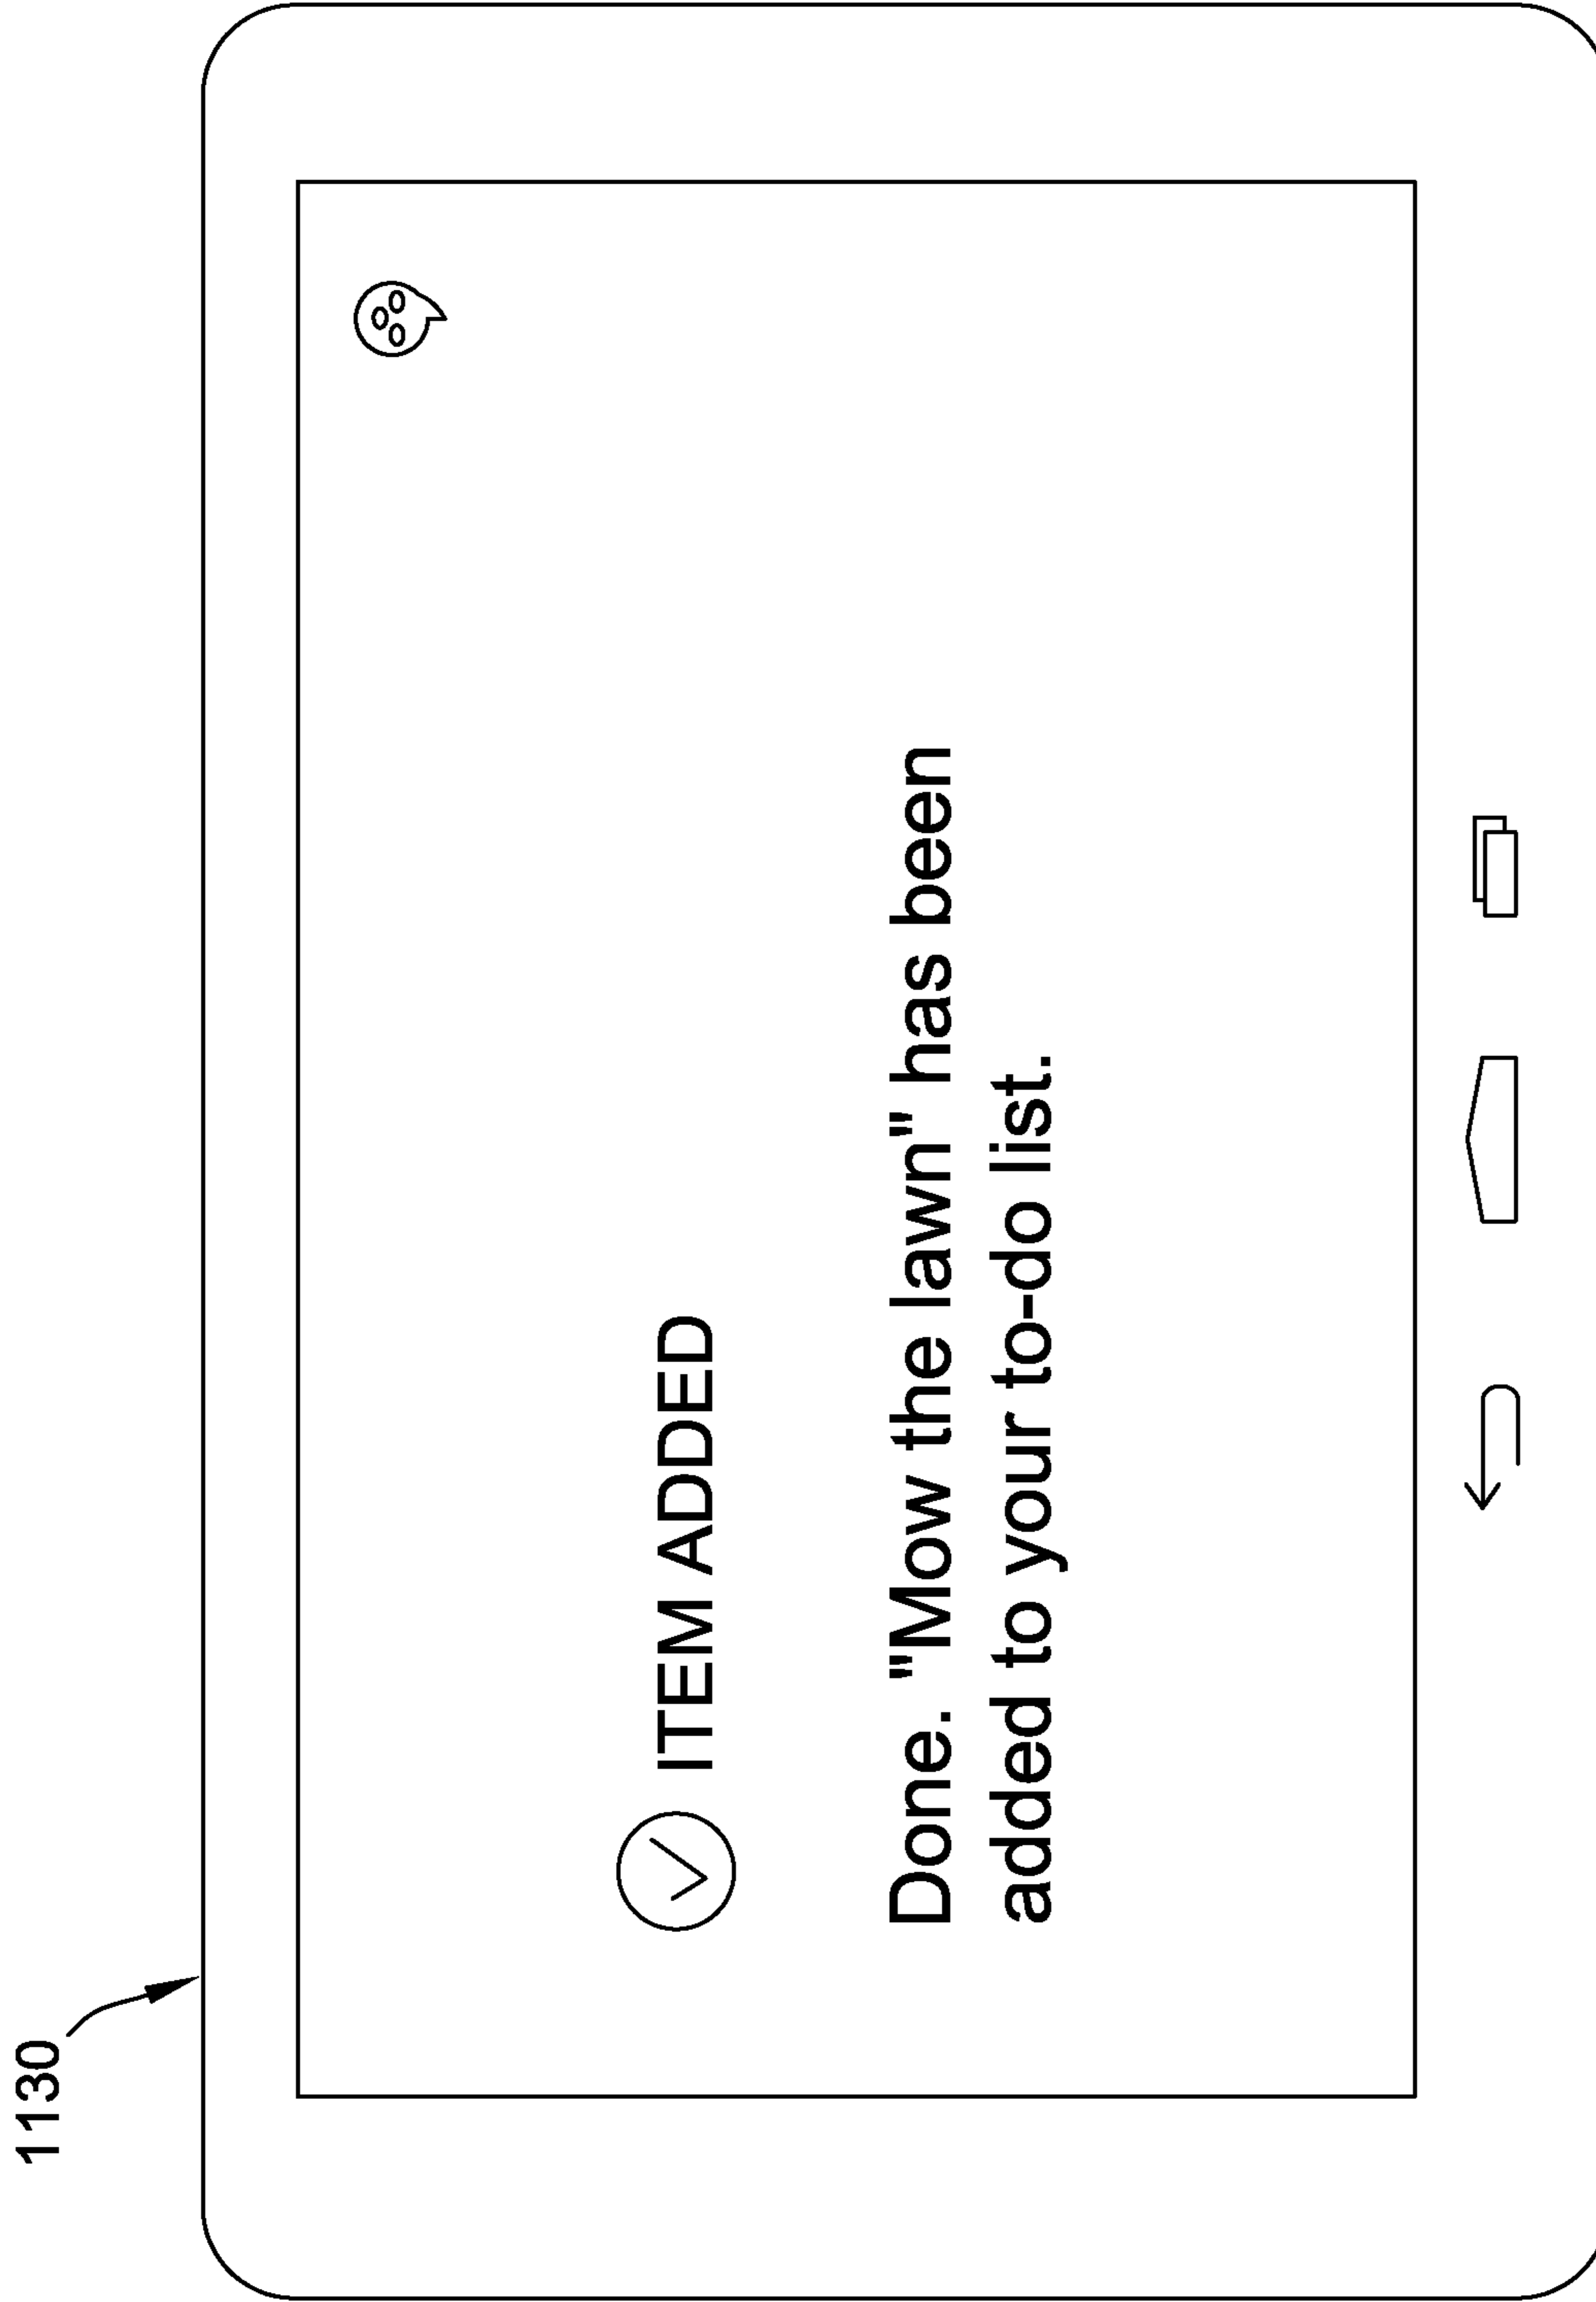 1130
ITEM ADDED
Done. "Mow the lawn" has been
added to your to-do list.